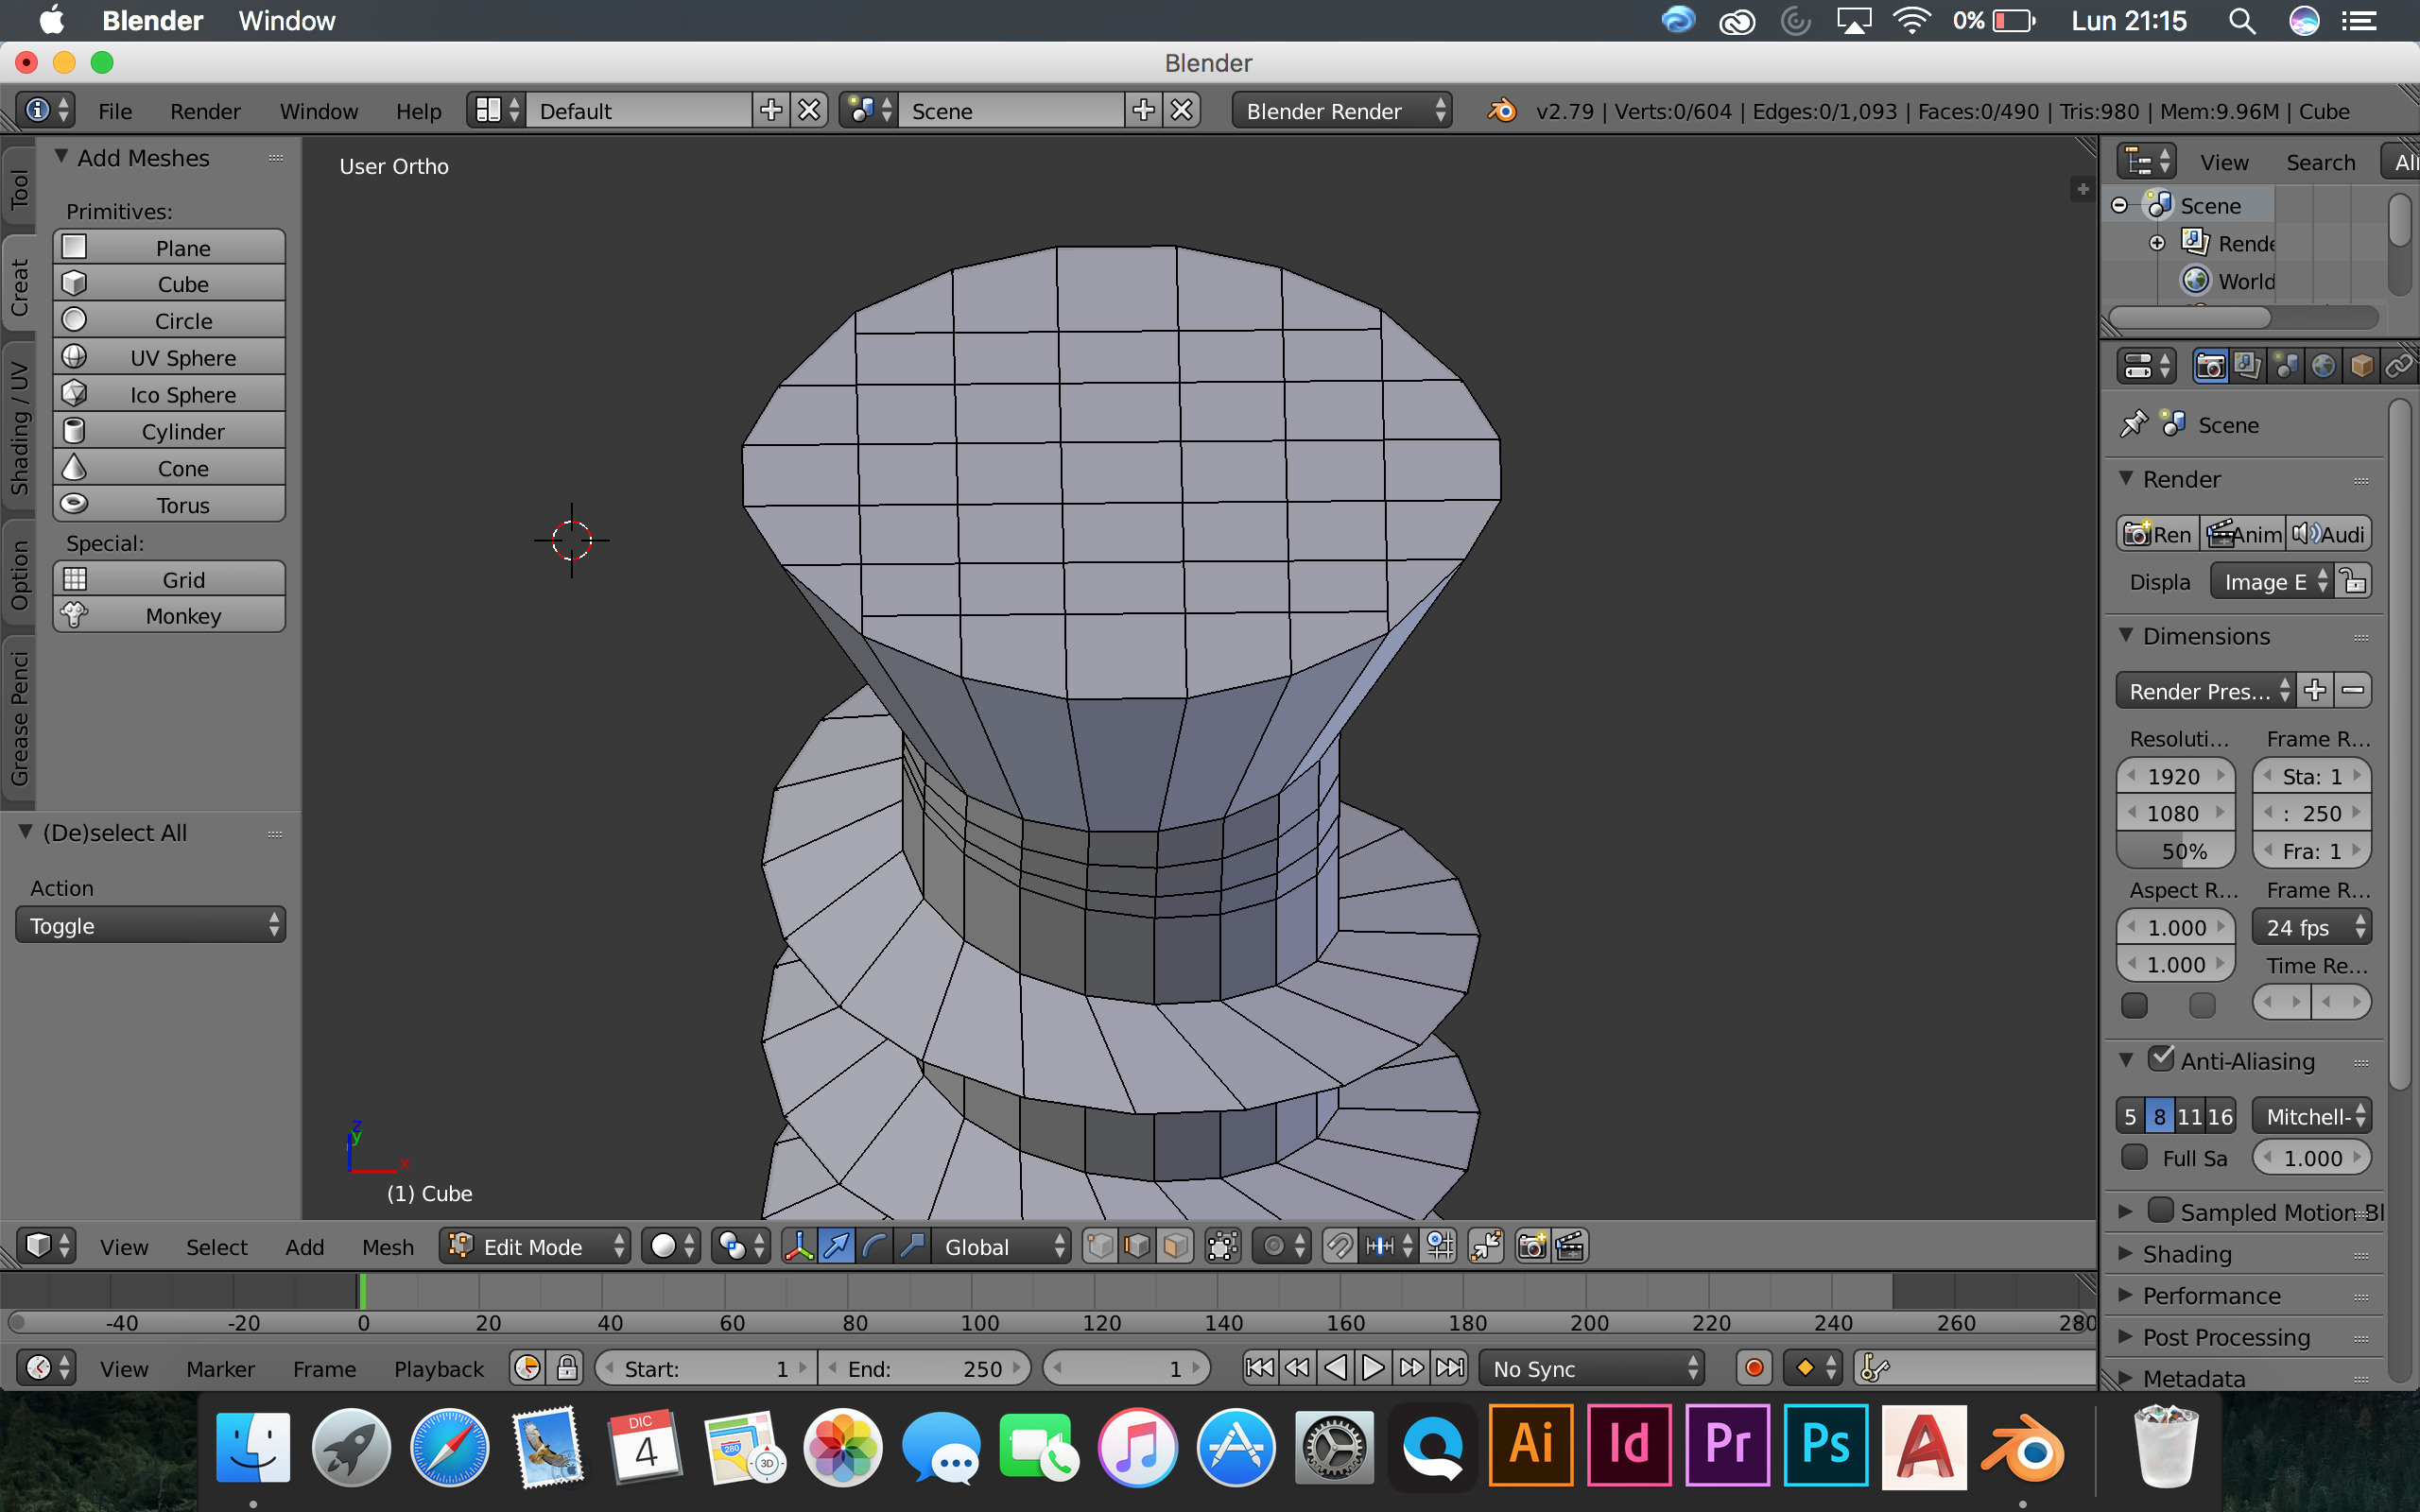 Blender Window 0% Lun 21:15
Blender
File Render Window Help Default Scene Blender Render v2.79 | Verts:0/604 | Edges:0/1,093 | Faces:0/490 | Tris:980 | Mem:9.96M | Cube
Tool
Creat
Shading / UV
Option
Grease Penci
Add Meshes
Primitives:
Plane
Cube
Circle
UV Sphere
Ico Sphere
Cylinder
Cone
Torus
Special:
Grid
Monkey
(De)select All
Action
Toggle
User Ortho
z
y
x
(1) Cube
View Search All
Scene
Rende
World
Scene
Render
Ren Anim Audi
Displa Image E
Dimensions
Render Pres...
Resoluti... Frame R...
1920 Sta: 1
1080 : 250
50% Fra: 1
Aspect R... Frame R...
1.000 24 fps
1.000 Time Re...
Anti-Aliasing
5 8 11 16 Mitchell-
Full Sa 1.000
Sampled Motion Bl
Shading
Performance
Post Processing
Metadata
View Select Add Mesh Edit Mode Global
-40 -20 0 20 40 60 80 100 120 140 160 180 200 220 240 260 280
View Marker Frame Playback Start: 1 End: 250 1 No Sync
DIC
4
280
3D
Ai Id Pr Ps